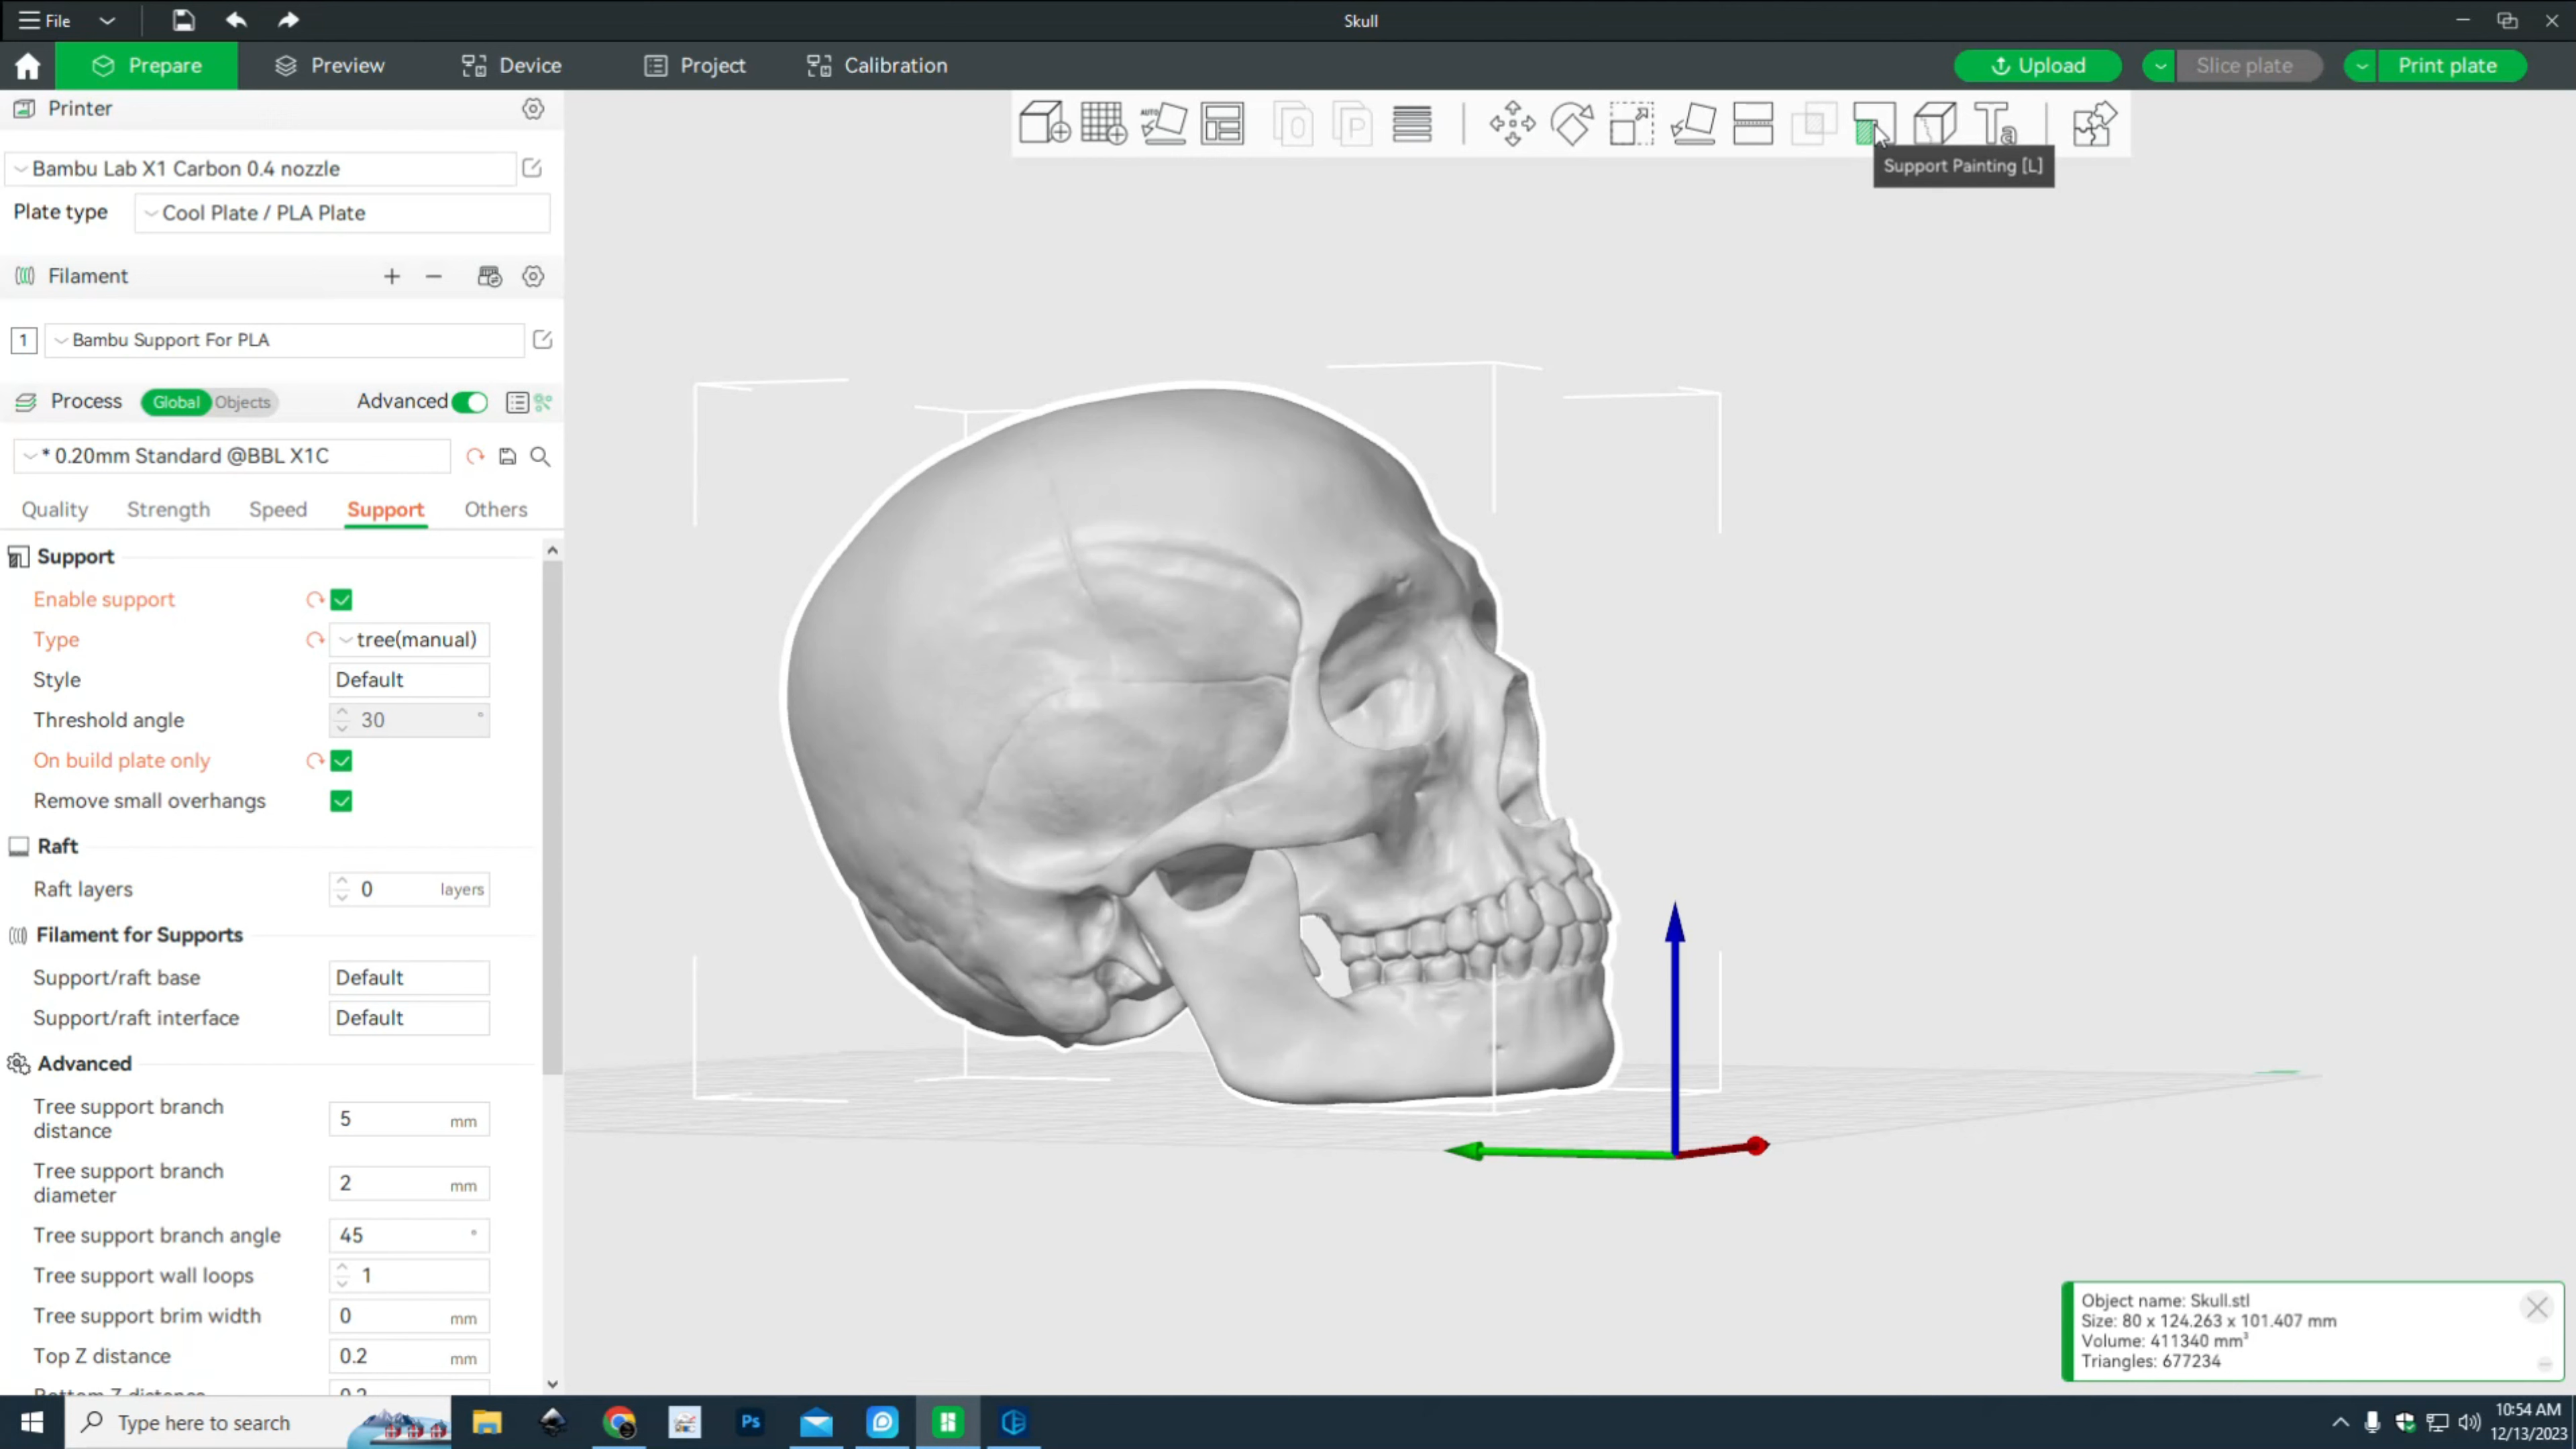 File
Skull
Prepare Preview Device Project Calibration Upload Slice plate Print plate
Printer
Bambu Lab X1 Carbon 0.4 nozzle
Plate type Cool Plate / PLA Plate
Filament
1 Bambu Support For PLA
Process Global Objects Advanced
* 0.20mm Standard @BBL X1C
Quality Strength Speed Support Others
Support
Enable support
Type tree(manual)
Style Default
Threshold angle 30 °
On build plate only
Remove small overhangs
Raft
Raft layers 0 layers
Filament for Supports
Support/raft base Default
Support/raft interface Default
Advanced
Tree support branch
distance 5 mm
Tree support branch
diameter 2 mm
Tree support branch angle 45 °
Tree support wall loops 1
Tree support brim width 0 mm
Top Z distance 0.2 mm
Bottom Z distance 0.2
AUTO
O
P
Ta
Support Painting [L]
Object name: Skull.stl
Size: 80 x 124.263 x 101.407 mm
Volume: 411340 mm³
Triangles: 677234
Type here to search
Ps
10:54 AM
12/13/2023